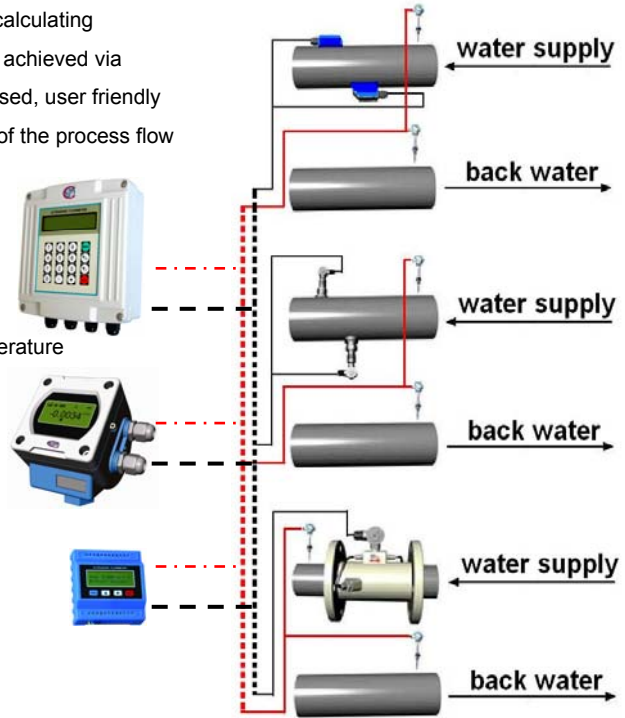 calculating
achieved via
sed, user friendly
of the process flow
erature
water supply
back water
water supply
back water
water supply
back water